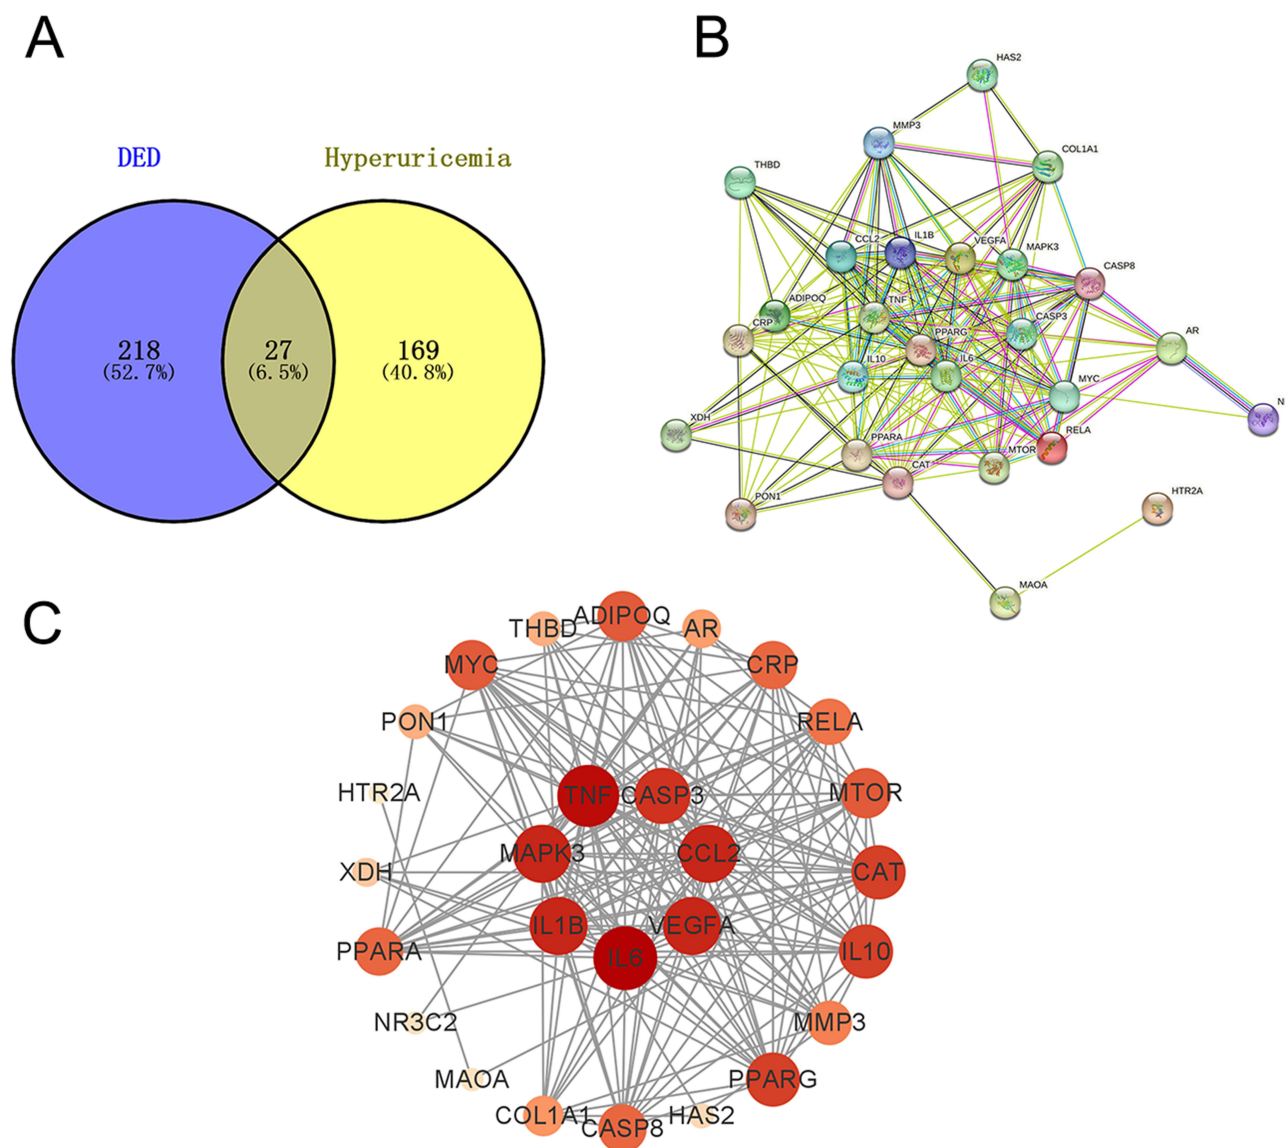 A
B
DED
Hyperuricemia
218
(52.7%)
27
(6.5%)
169
(40.8%)
HAS2
MMP3
COL1A1
THBD
CCL2
IL1B
VEGFA
MAPK3
CASP8
ADIPOQ
TNF
CASP3
CRP
PPARG
AR
IL10
IL6
MYC
N
XDH
RELA
PPARA
MTOR
CAT
PON1
HTR2A
MAOA
C
ADIPOQ
THBD
AR
MYC
CRP
PON1
RELA
HTR2A
TNF
CASP3
MTOR
MAPK3
CCL2
XDH
CAT
IL1B
VEGFA
PPARA
IL6
IL10
NR3C2
MMP3
MAOA
PPARG
COL1A1
CASP8
HAS2